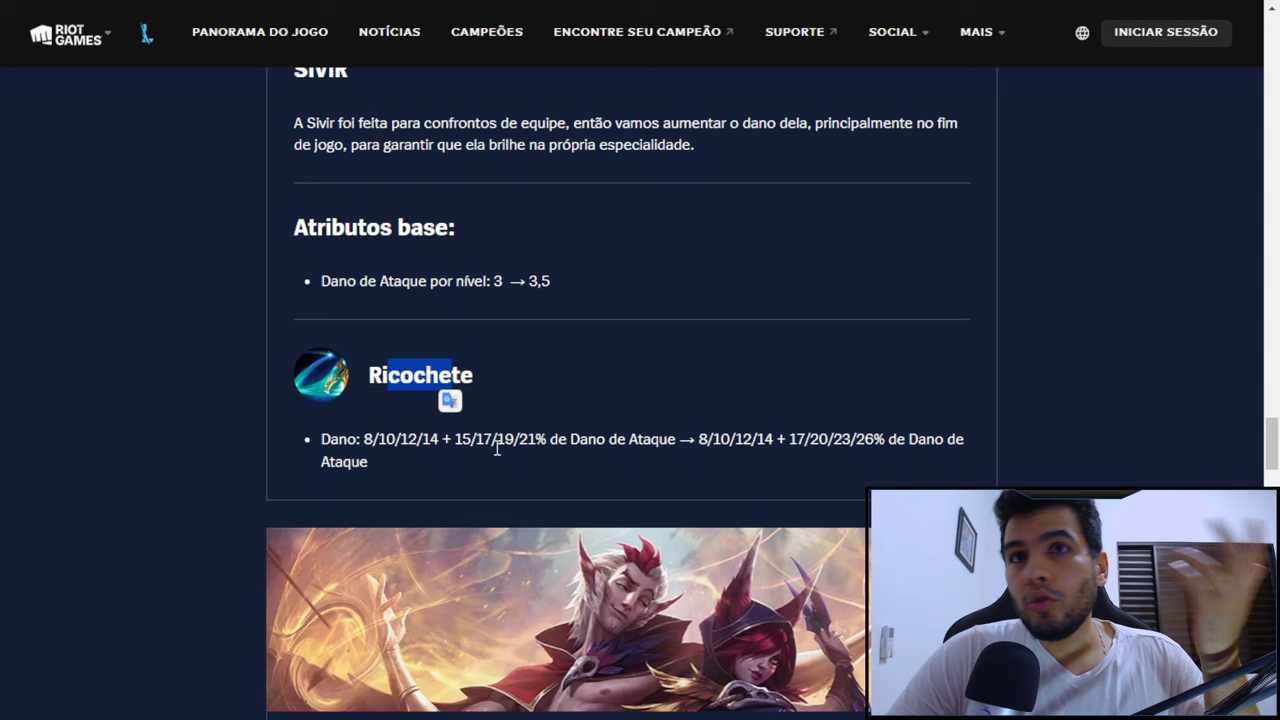 RIOT GAMES
PANORAMA DO JOGO
NOTÍCIAS
CAMPEÕES
ENCONTRE SEU CAMPEÃO
SUPORTE
SOCIAL
MAIS
INICIAR SESSÃO
Sivir
A Sivir foi feita para confrontos de equipe, então vamos aumentar o dano dela, principalmente no fim
de jogo, para garantir que ela brilhe na própria especialidade.
Atributos base:
• Dano de Ataque por nível: 3 → 3,5
Ricochete
• Dano: 8/10/12/14 + 15/17/19/21% de Dano de Ataque → 8/10/12/14 + 17/20/23/26% de Dano de
Ataque